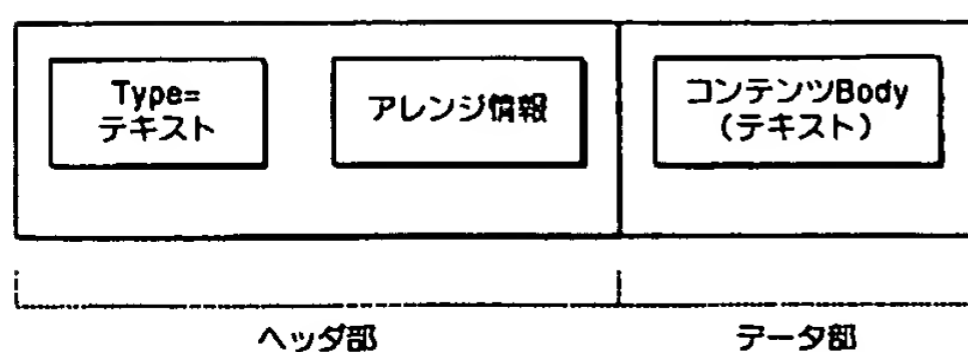 Type=
テキスト
アレンジ情報
コンテンツBody
(テキスト)
ヘッダ部
データ部